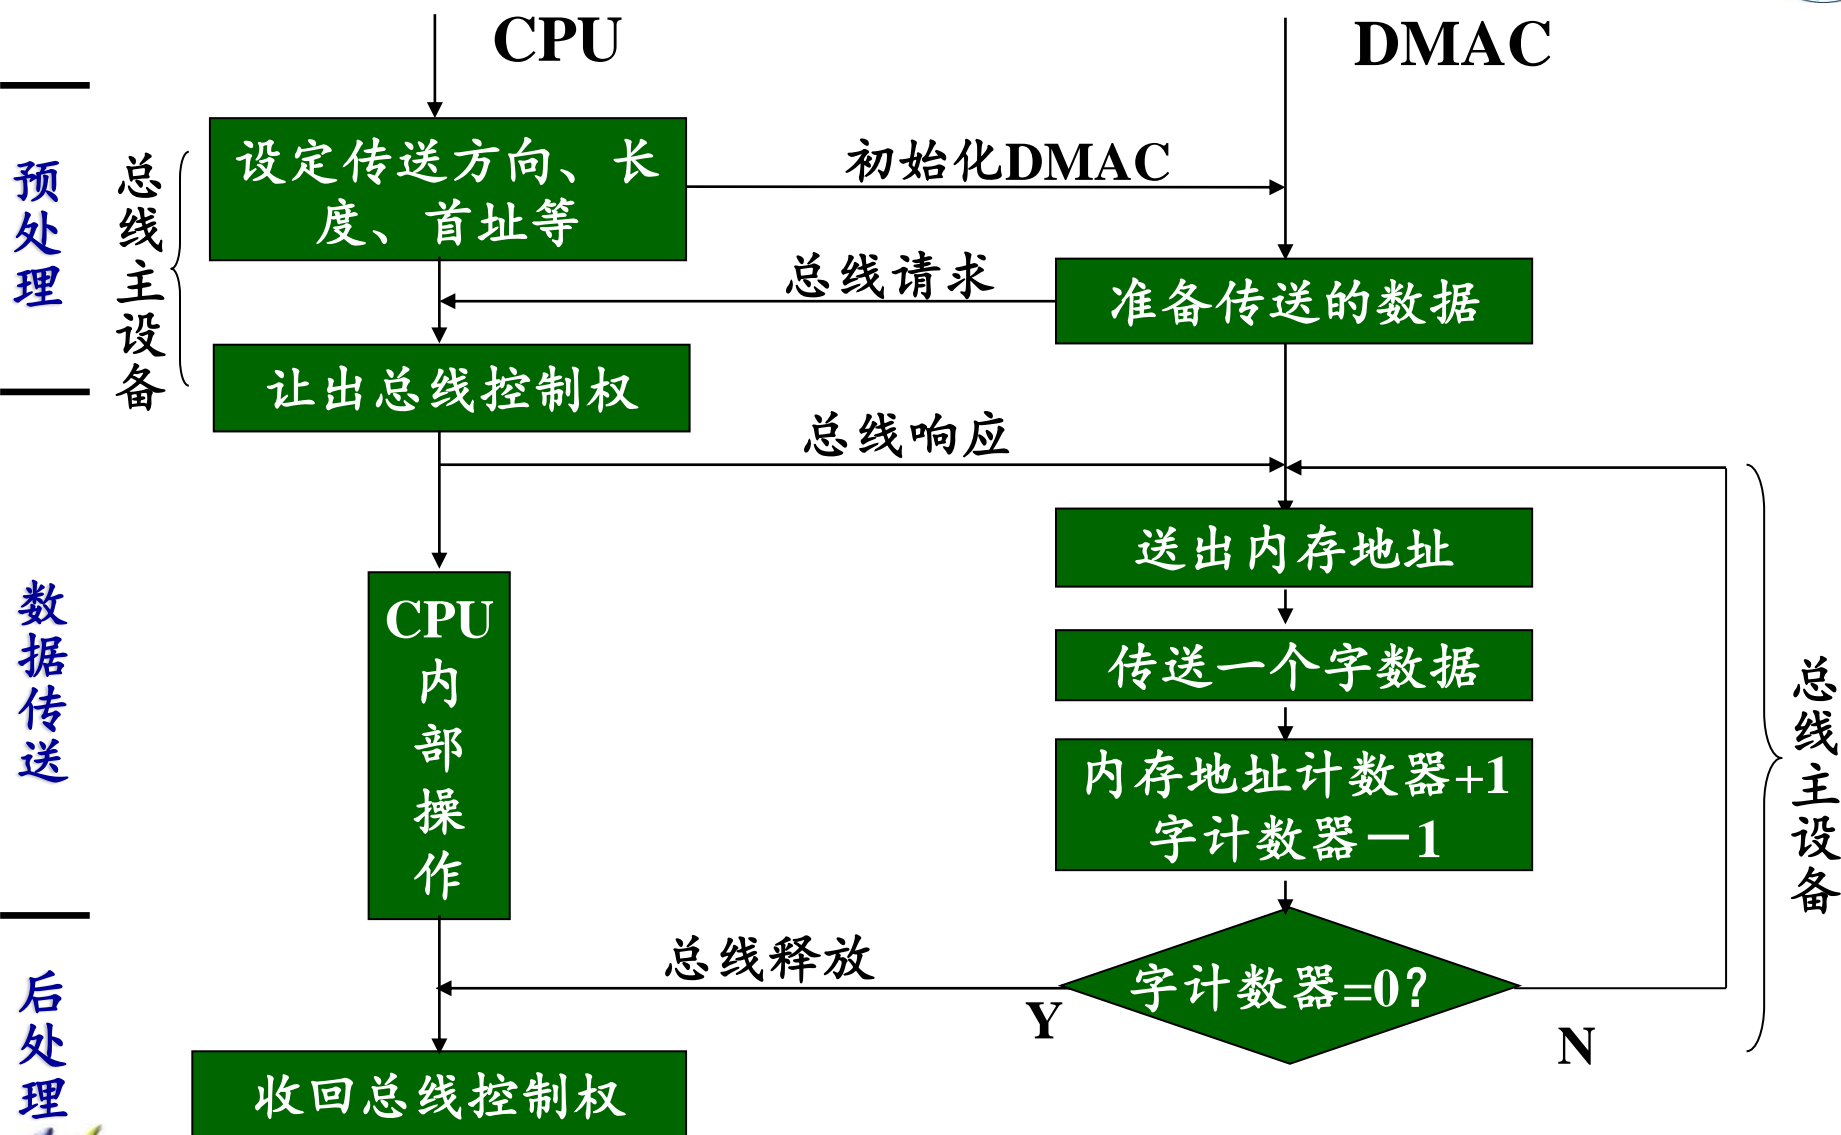 CPU
DMAC
预处理
总线主设备
设定传送方向、长
度、首址等
初始化DMAC
总线请求
准备传送的数据
让出总线控制权
总线响应
送出内存地址
数据传送
CPU
内
部
操
作
传送一个字数据
内存地址计数器+1
字计数器－1
总线主设备
总线释放
字计数器=0?
Y
N
后处理
收回总线控制权